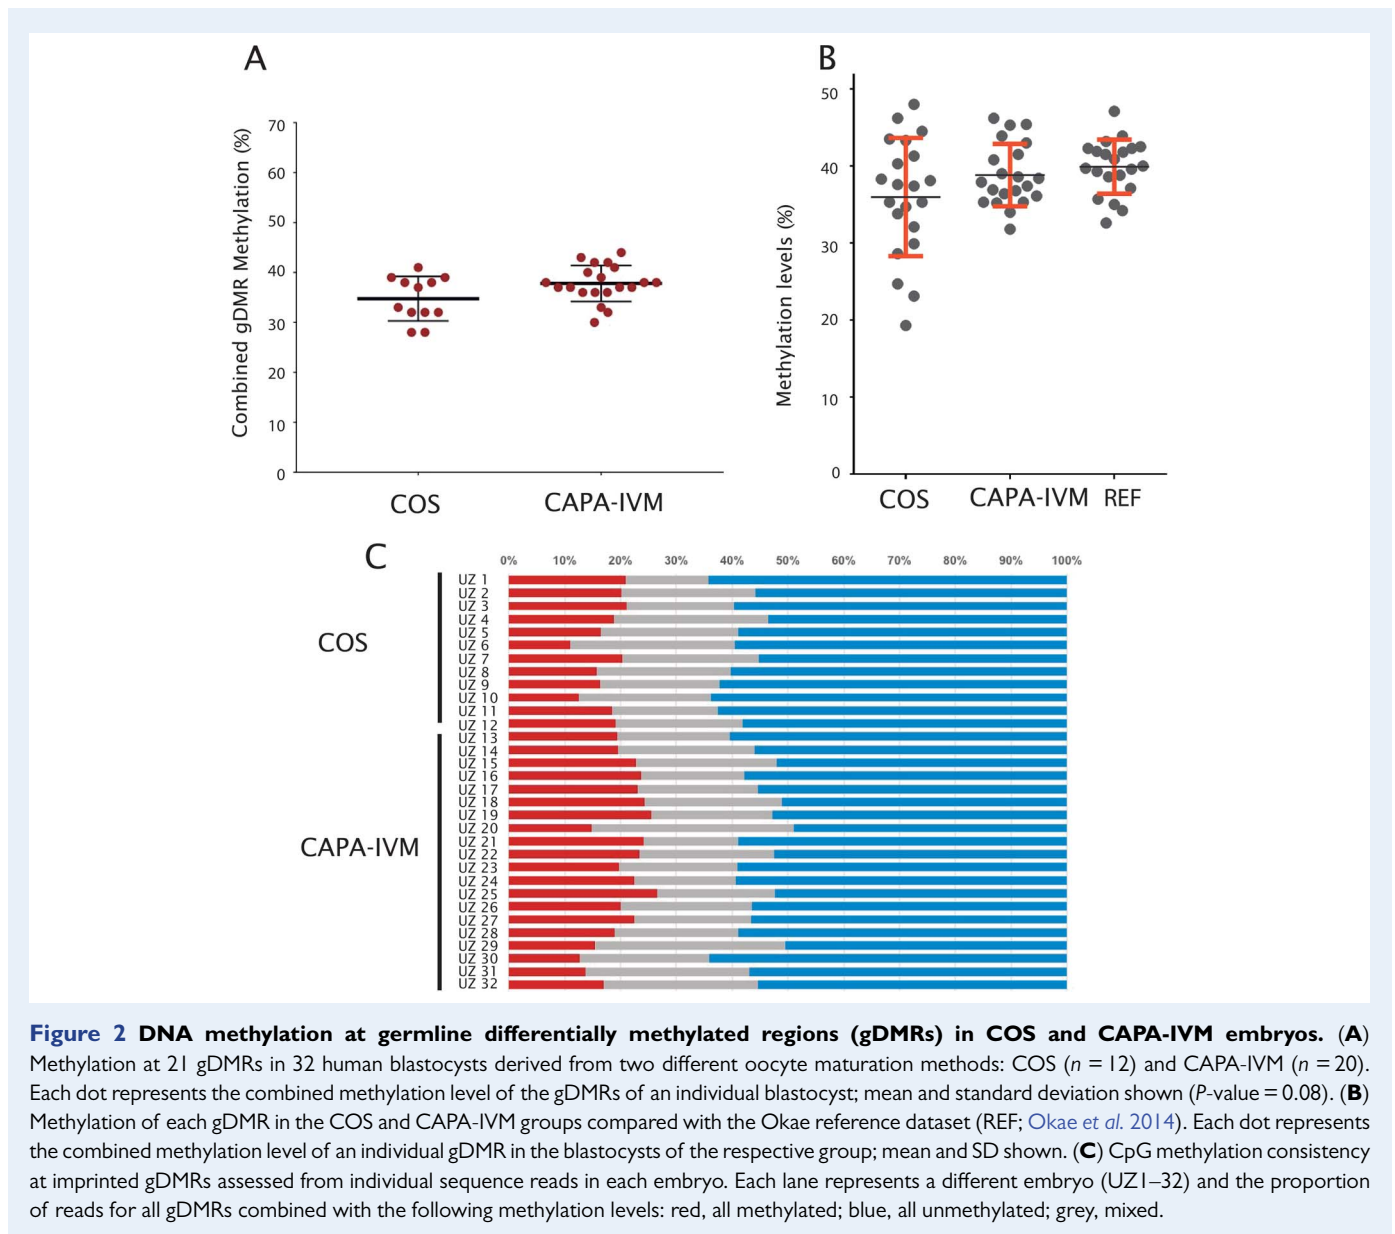 A
Combined gDMR Methylation (%)
70
60
50
40
30
20
10
0
COS
CAPA-IVM
B
Methylation levels (%)
50
40
30
20
10
0
COS
CAPA-IVM
REF
C
0%
10%
20%
30%
40%
50%
60%
70%
80%
90%
100%
COS
CAPA-IVM
UZ 1
UZ 2
UZ 3
UZ 4
UZ 5
UZ 6
UZ 7
UZ 8
UZ 9
UZ 10
UZ 11
UZ 12
UZ 13
UZ 14
UZ 15
UZ 16
UZ 17
UZ 18
UZ 19
UZ 20
UZ 21
UZ 22
UZ 23
UZ 24
UZ 25
UZ 26
UZ 27
UZ 28
UZ 29
UZ 30
UZ 31
UZ 32
Figure 2 DNA methylation at germline differentially methylated regions (gDMRs) in COS and CAPA-IVM embryos. (A)
Methylation at 21 gDMRs in 32 human blastocysts derived from two different oocyte maturation methods: COS (n = 12) and CAPA-IVM (n = 20).
Each dot represents the combined methylation level of the gDMRs of an individual blastocyst; mean and standard deviation shown (P-value = 0.08). (B)
Methylation of each gDMR in the COS and CAPA-IVM groups compared with the Okae reference dataset (REF; Okae et al. 2014). Each dot represents
the combined methylation level of an individual gDMR in the blastocysts of the respective group; mean and SD shown. (C) CpG methylation consistency
at imprinted gDMRs assessed from individual sequence reads in each embryo. Each lane represents a different embryo (UZ1–32) and the proportion
of reads for all gDMRs combined with the following methylation levels: red, all methylated; blue, all unmethylated; grey, mixed.